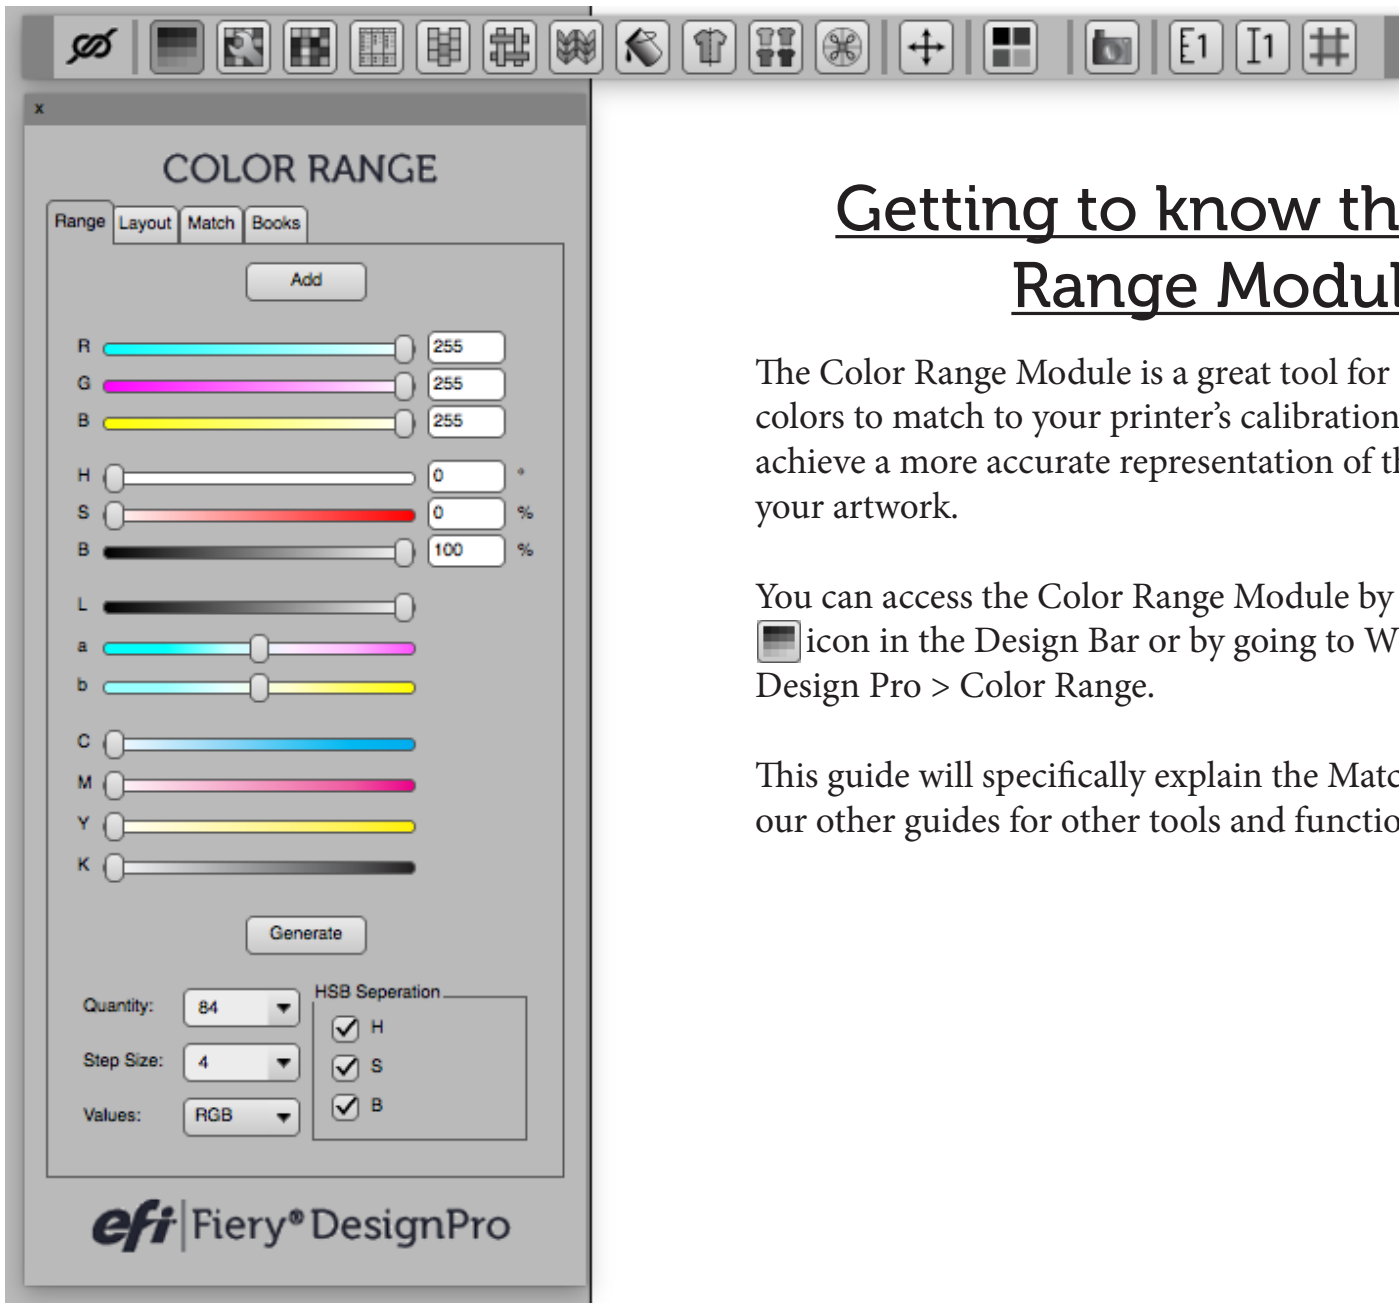 E1
I1
x
COLOR RANGE
Range Layout Match Books
Add
R 255
G 255
B 255
H 0 °
S 0 %
B 100 %
L
a
b
C
M
Y
K
Generate
Quantity: 84
Step Size: 4
Values: RGB
HSB Seperation
H
S
B
efi Fiery® DesignPro
Getting to know th
Range Modul
The Color Range Module is a great tool for
colors to match to your printer’s calibration
achieve a more accurate representation of th
your artwork.
You can access the Color Range Module by
icon in the Design Bar or by going to W
Design Pro > Color Range.
This guide will specifically explain the Matc
our other guides for other tools and functio